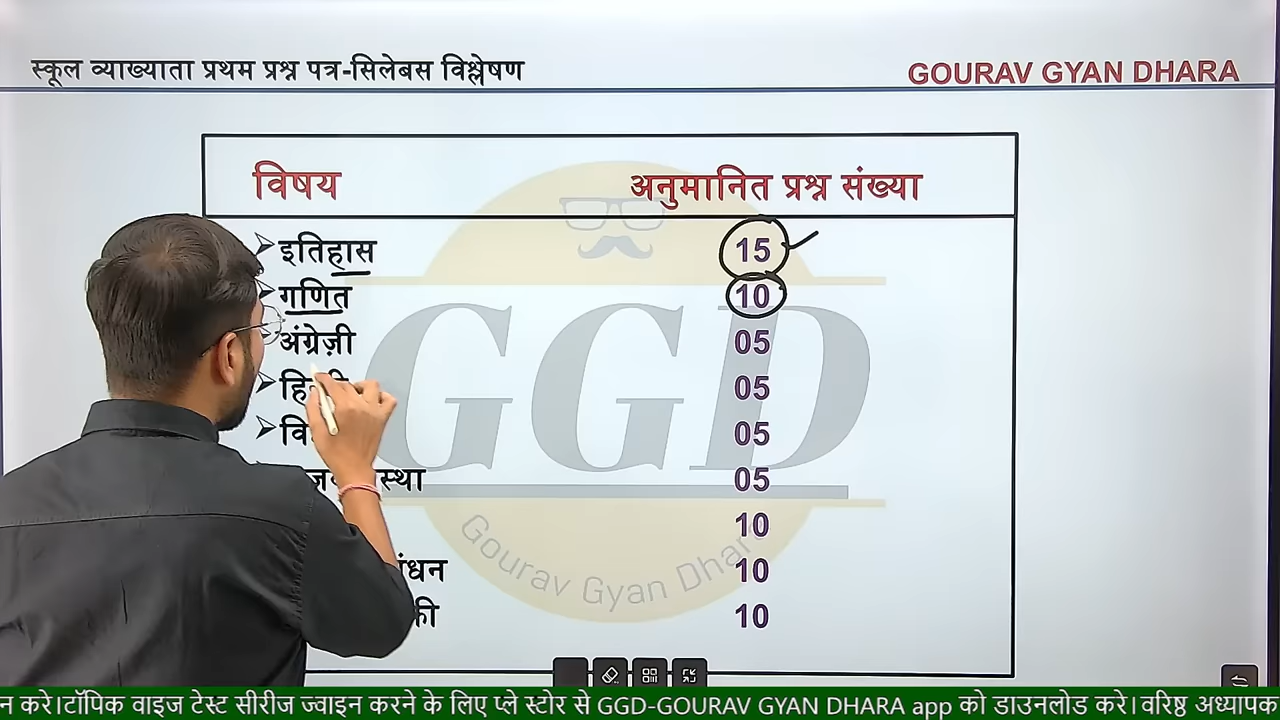 स्कूल व्याख्याता प्रथम प्रश्न पत्र-सिलेबस विश्लेषण
GOURAV GYAN DHARA
विषय अनुमानित प्रश्न संख्या
इतिहास 15
गणित 10
अंग्रेज़ी 05
05
05
05
10
10
10
GGD
Gourav Gyan Dhara
न करे।टॉपिक वाइज टेस्ट सीरीज ज्वाइन करने के लिए प्ले स्टोर से GGD-GOURAV GYAN DHARA app को डाउनलोड करे। वरिष्ठ अध्यापक